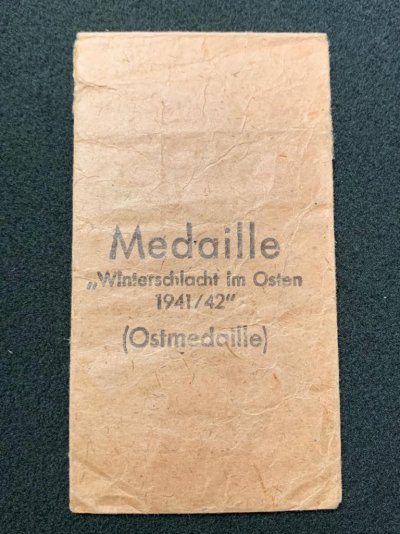 Medaille
„Winterschlacht im Osten
1941/42“
(Ostmedaille)